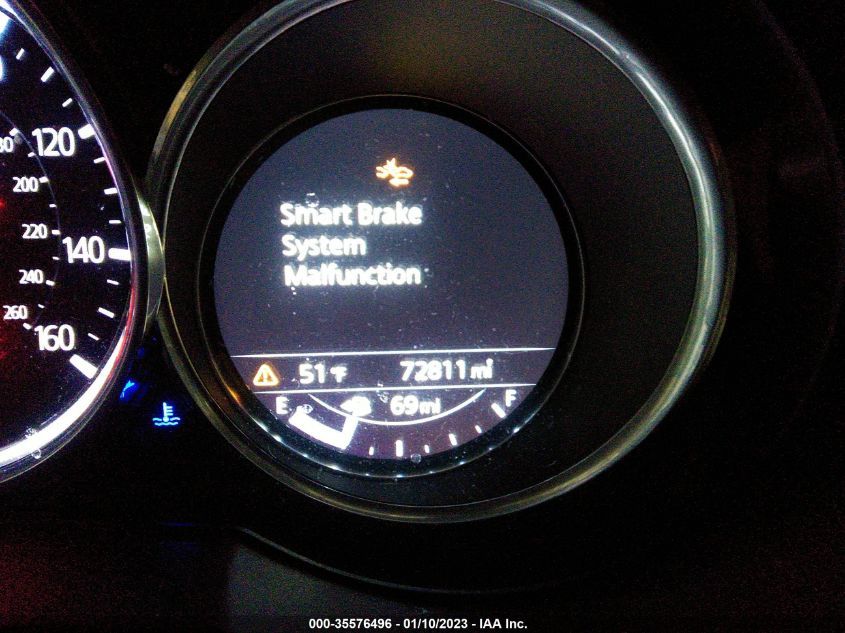 120
140
160
200
220
240
260
Smart Brake
System
Malfunction
51°F 72811 mi
E 69 mi F
000-35576496 - 01/10/2023 - IAA Inc.